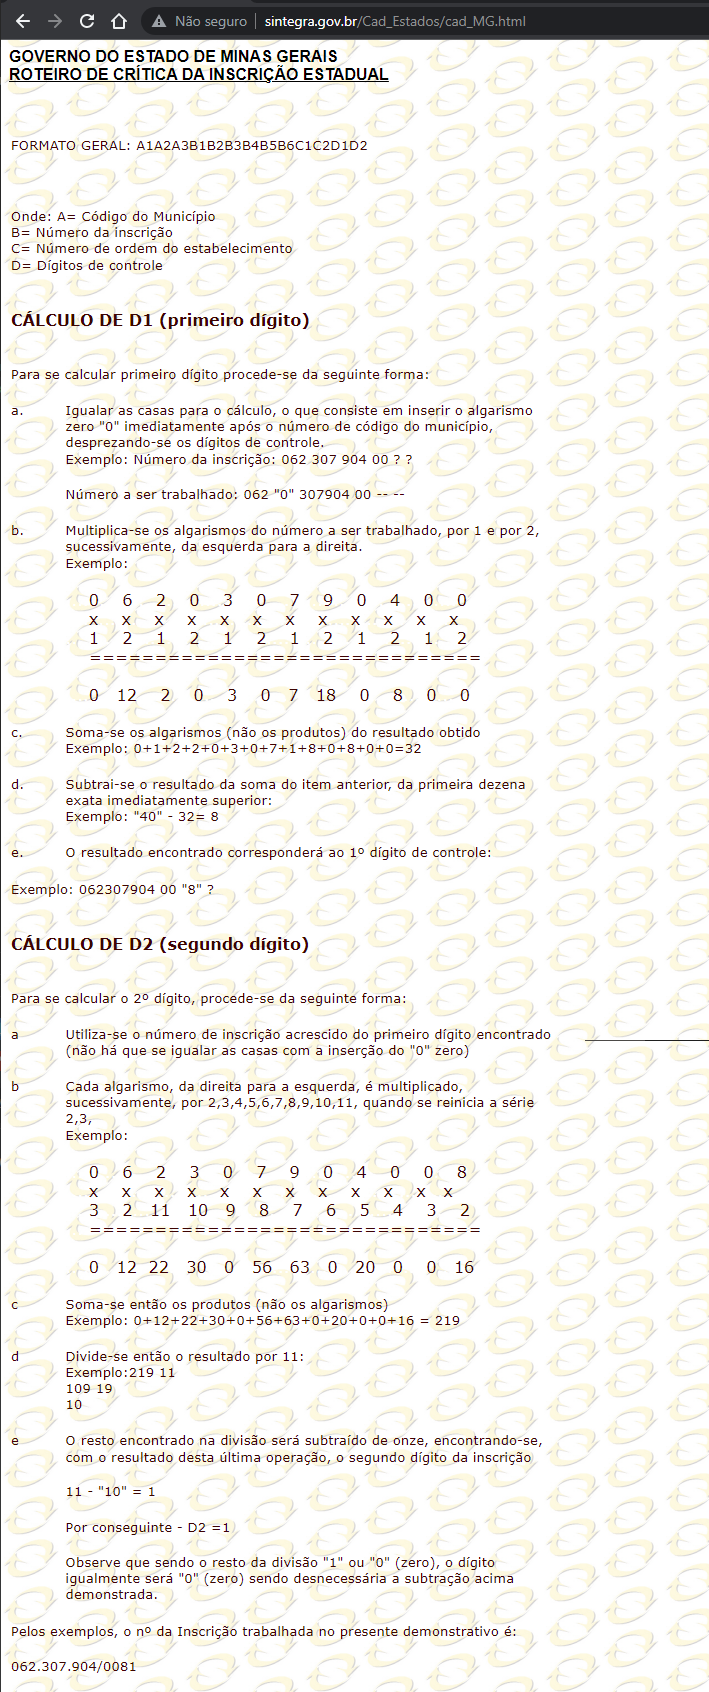 Não seguro | sintegra.gov.br/Cad_Estados/cad_MG.html
GOVERNO DO ESTADO DE MINAS GERAIS
ROTEIRO DE CRÍTICA DA INSCRIÇÃO ESTADUAL
FORMATO GERAL: A1A2A3B1B2B3B4B5B6C1C2D1D2
Onde: A= Código do Município
B= Número da inscrição
C= Número de ordem do estabelecimento
D= Dígitos de controle
CÁLCULO DE D1 (primeiro dígito)
Para se calcular primeiro dígito procede-se da seguinte forma:
a. Igualar as casas para o cálculo, o que consiste em inserir o algarismo
zero "0" imediatamente após o número de código do município,
desprezando-se os dígitos de controle.
Exemplo: Número da inscrição: 062 307 904 00 ? ?
Número a ser trabalhado: 062 "0" 307904 00 -- --
b. Multiplica-se os algarismos do número a ser trabalhado, por 1 e por 2,
sucessivamente, da esquerda para a direita.
Exemplo:
0 6 2 0 3 0 7 9 0 4 0 0
x x x x x x x x x x x x
1 2 1 2 1 2 1 2 1 2 1 2
==============================
0 12 2 0 3 0 7 18 0 8 0 0
c. Soma-se os algarismos (não os produtos) do resultado obtido
Exemplo: 0+1+2+2+0+3+0+7+1+8+0+8+0+0=32
d. Subtrai-se o resultado da soma do item anterior, da primeira dezena
exata imediatamente superior:
Exemplo: "40" - 32= 8
e. O resultado encontrado corresponderá ao 1º dígito de controle:
Exemplo: 062307904 00 "8" ?
CÁLCULO DE D2 (segundo dígito)
Para se calcular o 2º dígito, procede-se da seguinte forma:
a Utiliza-se o número de inscrição acrescido do primeiro dígito encontrado
(não há que se igualar as casas com a inserção do "0" zero)
b Cada algarismo, da direita para a esquerda, é multiplicado,
sucessivamente, por 2,3,4,5,6,7,8,9,10,11, quando se reinicia a série
2,3,
Exemplo:
0 6 2 3 0 7 9 0 4 0 0 8
x x x x x x x x x x x x
3 2 11 10 9 8 7 6 5 4 3 2
==============================
0 12 22 30 0 56 63 0 20 0 0 16
c Soma-se então os produtos (não os algarismos)
Exemplo: 0+12+22+30+0+56+63+0+20+0+0+16 = 219
d Divide-se então o resultado por 11:
Exemplo:219 11
109 19
10
e O resto encontrado na divisão será subtraído de onze, encontrando-se,
com o resultado desta última operação, o segundo dígito da inscrição
11 - "10" = 1
Por conseguinte - D2 =1
Observe que sendo o resto da divisão "1" ou "0" (zero), o dígito
igualmente será "0" (zero) sendo desnecessária a subtração acima
demonstrada.
Pelos exemplos, o nº da Inscrição trabalhada no presente demonstrativo é:
062.307.904/0081